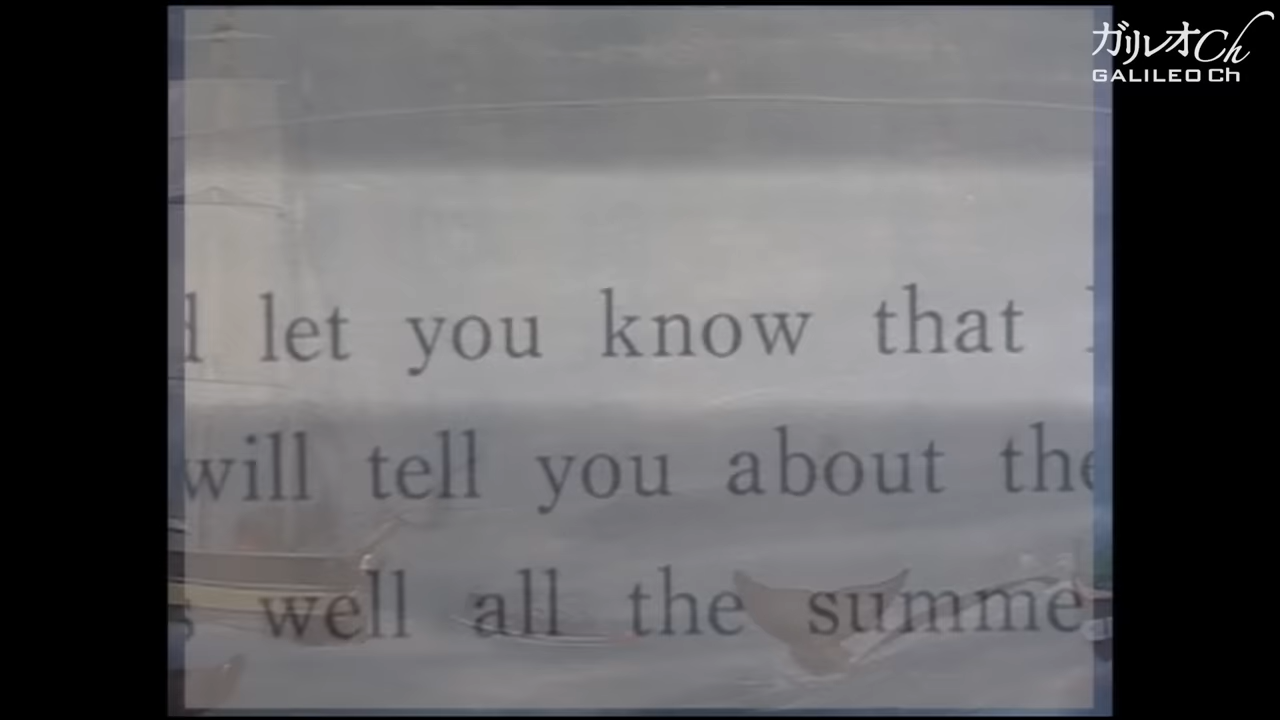 ガリレオCh
GALILEO Ch
let you know that
will tell you about the
well all the summe